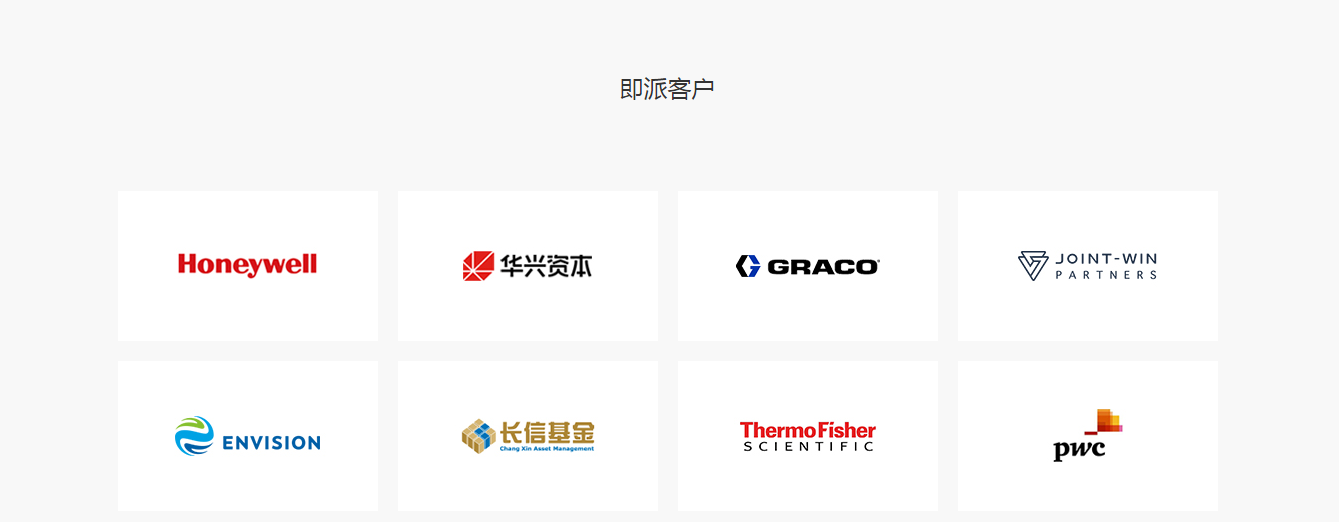 即派客户
Honeywell
华兴资本
GRACO
JOINT-WIN
PARTNERS
ENVISION
长信基金
Chang Xin Asset Management
ThermoFisher
SCIENTIFIC
pwc